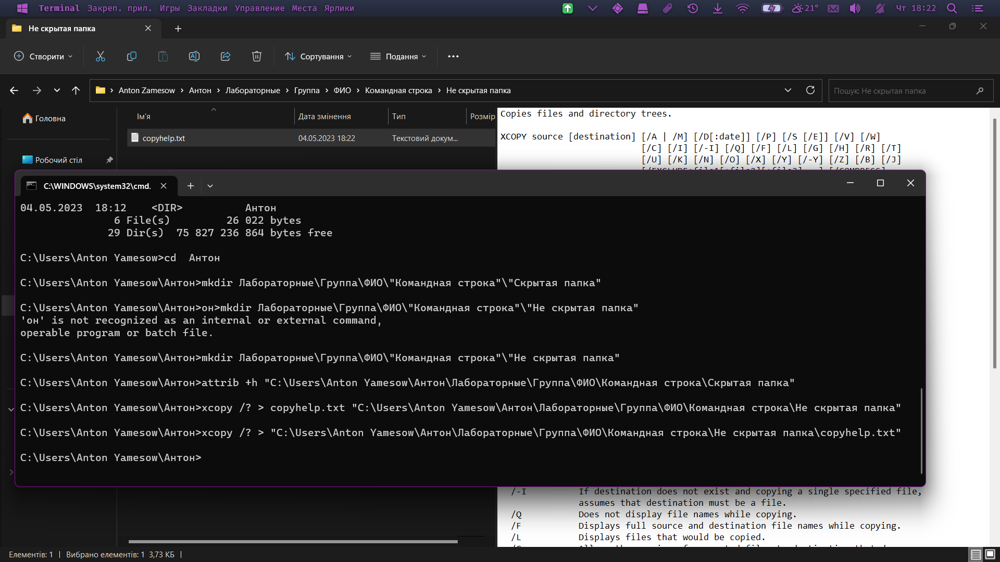 Terminal Закреп. прил. Игры Закладки Управление Места Ярлики
21° Чт 18:22
Не скрытая папка
Створити
Сортування
Подання
Anton Zamesow › Антон › Лабораторные › Группа › ФИО › Командная строка › Не скрытая папка
Пошук: Не скрытая папка
Головна
Робочий стіл
Ім'я Дата змінення Тип Розмір
copyhelp.txt 04.05.2023 18:22 Текстовий докум...
Copies files and directory trees.
XCOPY source [destination] [/A | /M] [/D[:date]] [/P] [/S [/E]] [/V] [/W]
[/C] [/I] [/-I] [/Q] [/F] [/L] [/G] [/H] [/R] [/T]
[/U] [/K] [/N] [/O] [/X] [/Y] [/-Y] [/Z] [/B] [/J]
C:\WINDOWS\system32\cmd.
04.05.2023  18:12    <DIR>          Антон
6 File(s)         26 022 bytes
29 Dir(s)  75 827 236 864 bytes free
C:\Users\Anton Yamesow>cd  Антон
C:\Users\Anton Yamesow\Антон>mkdir Лабораторные\Группа\ФИО\"Командная строка"\"Скрытая папка"
C:\Users\Anton Yamesow\Антон>он>mkdir Лабораторные\Группа\ФИО\"Командная строка"\"Не скрытая папка"
'он' is not recognized as an internal or external command,
operable program or batch file.
C:\Users\Anton Yamesow\Антон>mkdir Лабораторные\Группа\ФИО\"Командная строка"\"Не скрытая папка"
C:\Users\Anton Yamesow\Антон>attrib +h "C:\Users\Anton Yamesow\Антон\Лабораторные\Группа\ФИО\Командная строка\Скрытая папка"
C:\Users\Anton Yamesow\Антон>xcopy /? > copyhelp.txt "C:\Users\Anton Yamesow\Антон\Лабораторные\Группа\ФИО\Командная строка\Не скрытая папка"
C:\Users\Anton Yamesow\Антон>xcopy /? > "C:\Users\Anton Yamesow\Антон\Лабораторные\Группа\ФИО\Командная строка\Не скрытая папка\copyhelp.txt"
C:\Users\Anton Yamesow\Антон>
/-I If destination does not exist and copying a single specified file,
assumes that destination must be a file.
/Q Does not display file names while copying.
/F Displays full source and destination file names while copying.
/L Displays files that would be copied.
Елементів: 1 | Вибрано елементів: 1 3,73 КБ |